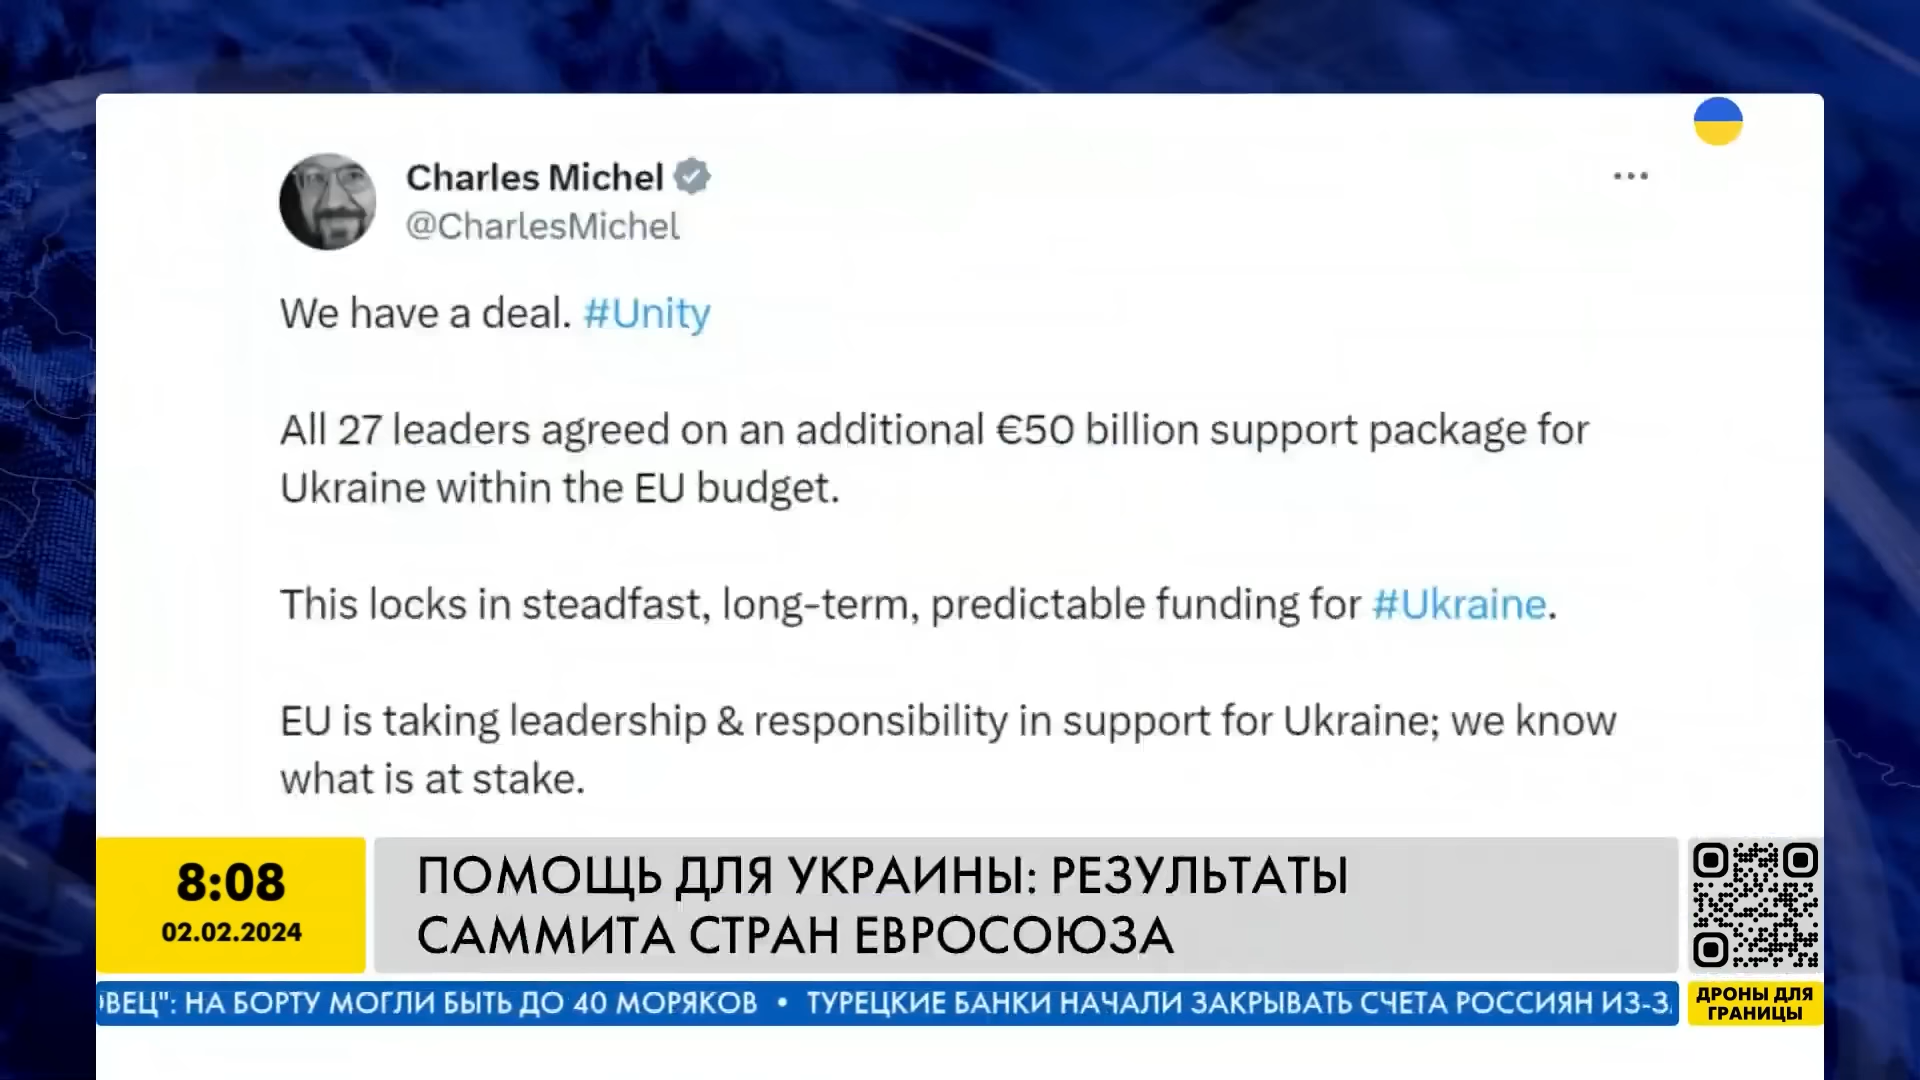 Charles Michel
@CharlesMichel
We have a deal. #Unity
All 27 leaders agreed on an additional €50 billion support package for
Ukraine within the EU budget.
This locks in steadfast, long-term, predictable funding for #Ukraine.
EU is taking leadership & responsibility in support for Ukraine; we know
what is at stake.
8:08
02.02.2024
ПОМОЩЬ ДЛЯ УКРАИНЫ: РЕЗУЛЬТАТЫ
САММИТА СТРАН ЕВРОСОЮЗА
ОВЕЦ": НА БОРТУ МОГЛИ БЫТЬ ДО 40 МОРЯКОВ • ТУРЕЦКИЕ БАНКИ НАЧАЛИ ЗАКРЫВАТЬ СЧЕТА РОССИЯН ИЗ-З
ДРОНЫ ДЛЯ
ГРАНИЦЫ